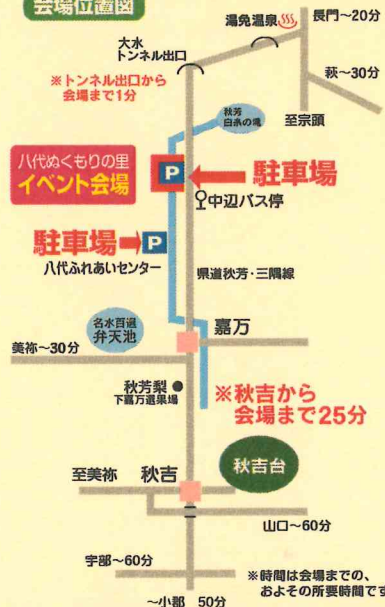 会場位置図
湯免温泉
長門～20分
大水
トンネル出口
萩～30分
※トンネル出口から
会場まで1分
至宗頭
秋芳
白糸の滝
八代ぬくもりの里
イベント会場
P
駐車場
中辺バス停
駐車場
P
八代ふれあいセンター
県道秋芳・三隅線
名水百選
弁天池
嘉万
美祢～30分
秋芳梨
下嘉万選果場
※秋吉から
会場まで25分
秋吉台
至美祢
秋吉
山口～60分
宇部～60分
※時間は会場までの、
おおよその所要時間です
～小郡 50分